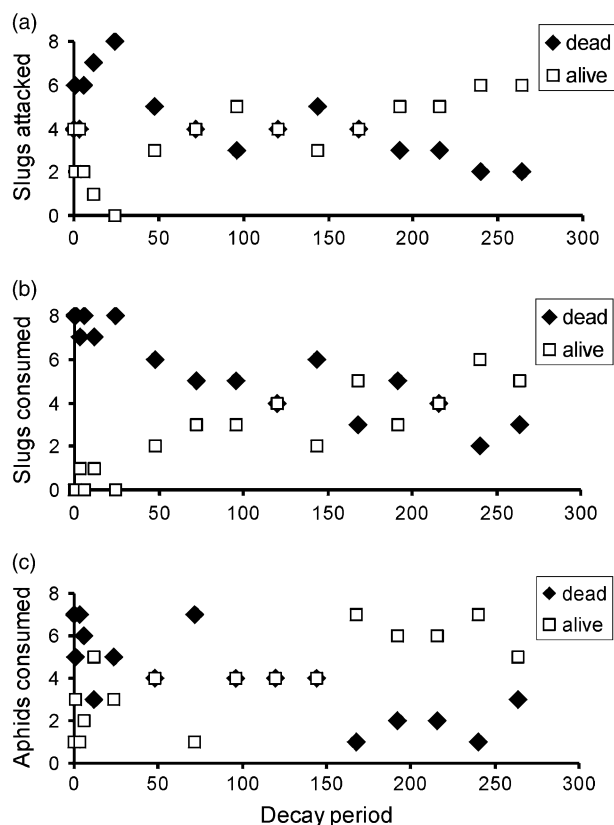 (a)
Slugs attacked
8
6
4
2
0
0 50 100 150 200 250 300
dead
alive
(b)
Slugs consumed
8
6
4
2
0
0 50 100 150 200 250 300
dead
alive
(c)
Aphids consumed
8
6
4
2
0
0 50 100 150 200 250 300
dead
alive
Decay period